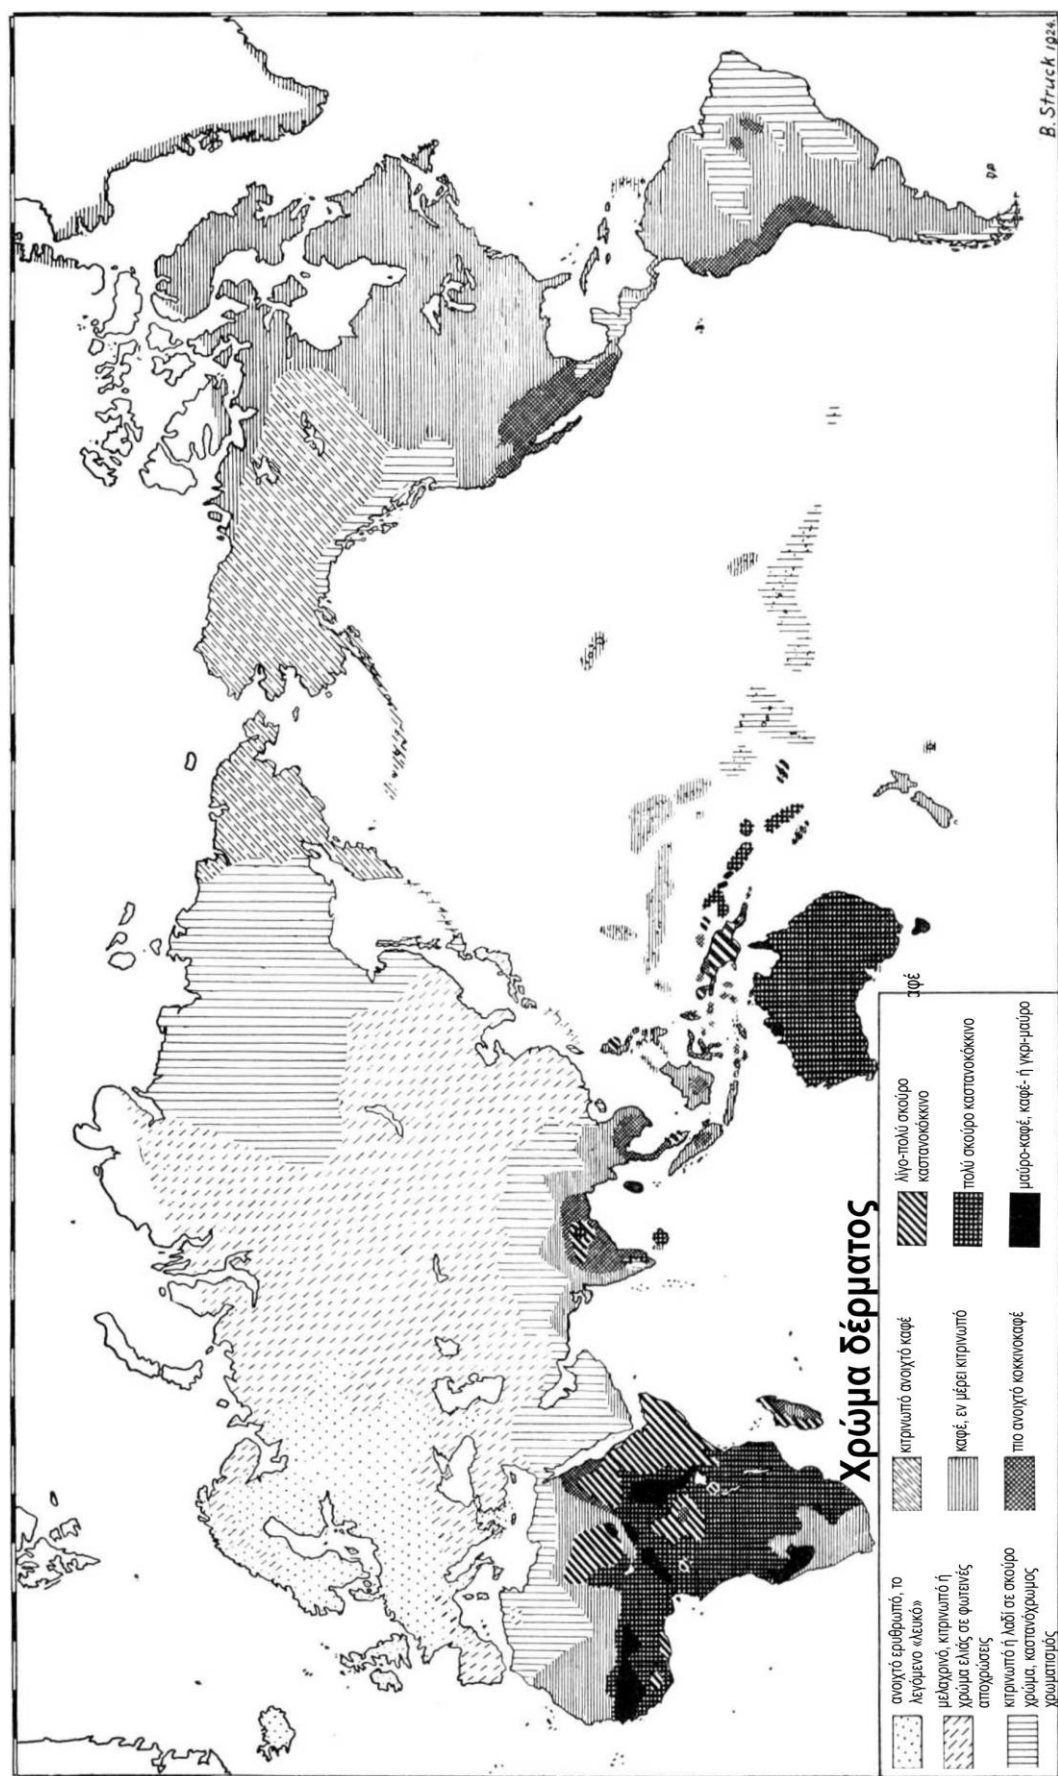 B. Struck 1924.
Χρώμα δέρματος
ανοιχτό ερυθρωπό, το
λεγόμενο «λευκό»
μελαχρινό, κιτρινωπό ή
χρώμα ελιάς σε φωτεινές
αποχρώσεις
κιτρινωπό ή λαδί σε σκούρο
χρώμα, καστανόχρωμος
χρωματισμός
κιτρινωπό ανοιχτό καφέ
καφέ, εν μέρει κιτρινωπό
πιο ανοιχτό κοκκινοκαφέ
λίγο-πολύ σκούρο
καστανοκόκκινο
πολύ σκούρο καστανοκόκκινο
μαύρο-καφέ, καφέ- ή γκρι-μαύρο
αφέ